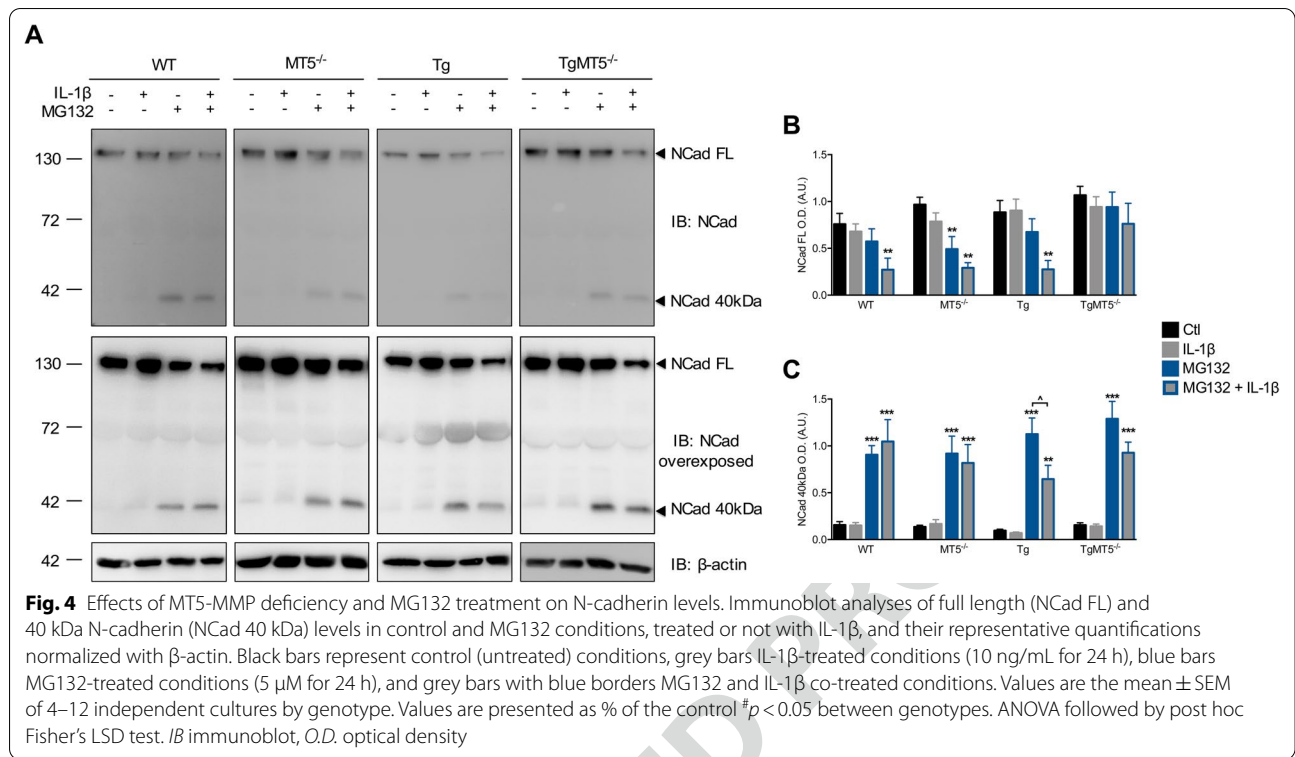 A
WT MT5-/- Tg TgMT5-/-
IL-1β - + - + - + - + - + - + - + - +
MG132 - - + + - - + + - - + + - - + +
130
NCad FL
72
IB: NCad
42
NCad 40kDa
130
NCad FL
72
IB: NCad
overexposed
42
NCad 40kDa
42
IB: β-actin
B
NCad FL O.D. (A.U.)
1.5
1.0
0.5
0.0
** ** ** **
WT MT5-/- Tg TgMT5-/-
Ctl
IL-1β
MG132
MG132 + IL-1β
C
NCad 40kDa O.D. (A.U.)
1.5
1.0
0.5
0.0
*** *** *** *** *** ^ ** *** ***
WT MT5-/- Tg TgMT5-/-
Fig. 4 Effects of MT5-MMP deficiency and MG132 treatment on N-cadherin levels. Immunoblot analyses of full length (NCad FL) and
40 kDa N-cadherin (NCad 40 kDa) levels in control and MG132 conditions, treated or not with IL-1β, and their representative quantifications
normalized with β-actin. Black bars represent control (untreated) conditions, grey bars IL-1β-treated conditions (10 ng/mL for 24 h), blue bars
MG132-treated conditions (5 μM for 24 h), and grey bars with blue borders MG132 and IL-1β co-treated conditions. Values are the mean ± SEM
of 4–12 independent cultures by genotype. Values are presented as % of the control #p < 0.05 between genotypes. ANOVA followed by post hoc
Fisher's LSD test. IB immunoblot, O.D. optical density